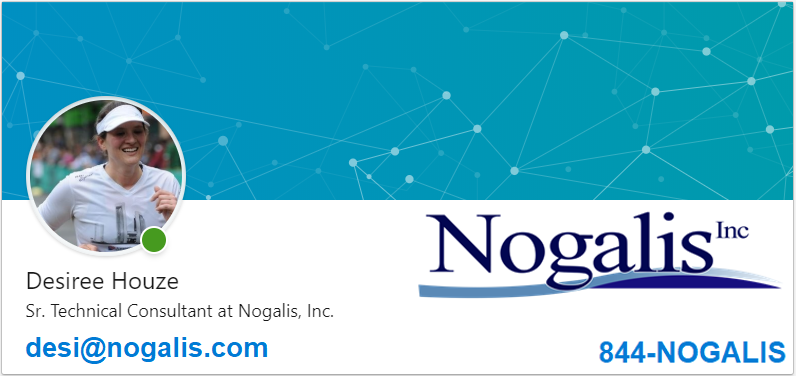 Nogalis Inc
Desiree Houze
Sr. Technical Consultant at Nogalis, Inc.
desi@nogalis.com
844-NOGALIS